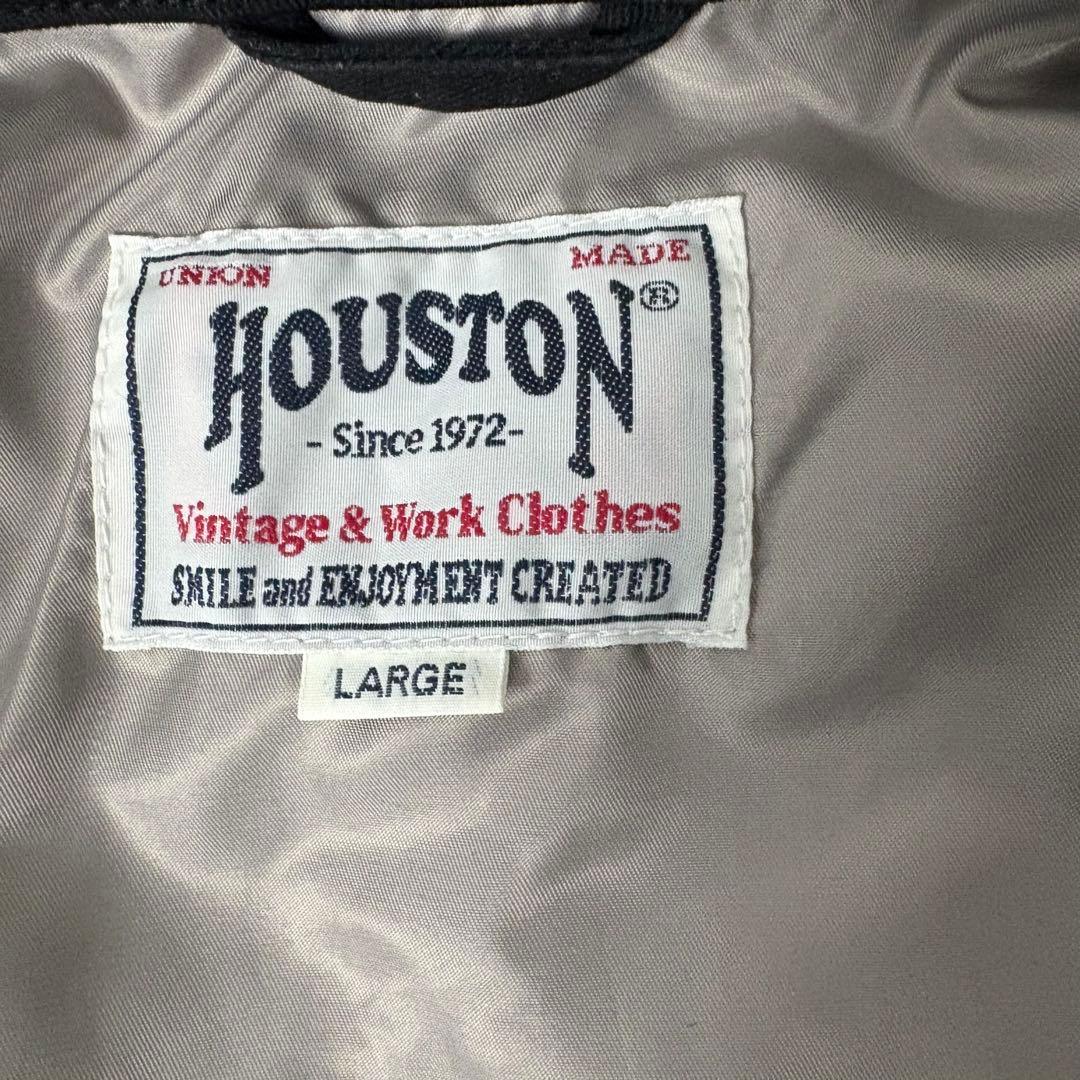 UNION MADE
HOUSTON®
- Since 1972-
Vintage & Work Clothes
SMILE and ENJOYMENT CREATED
LARGE